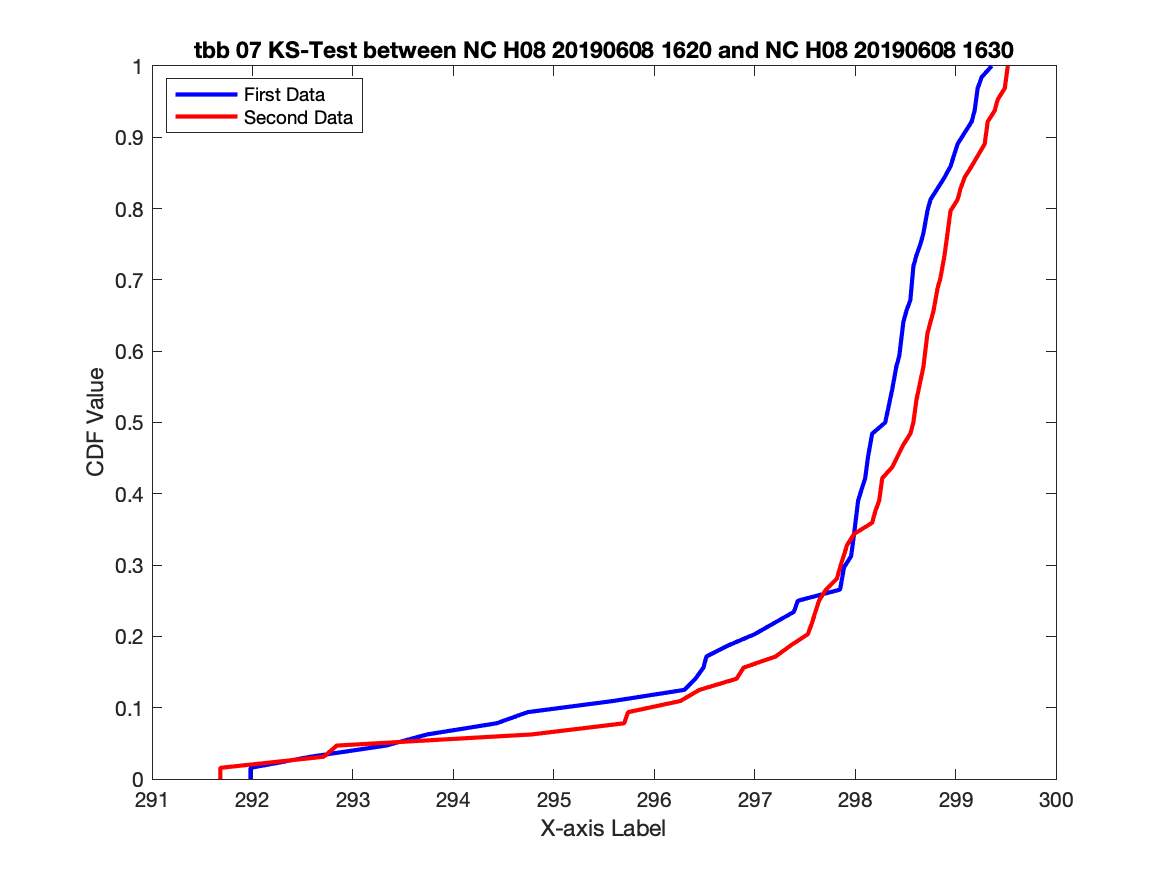 tbb 07 KS-Test between NC H08 20190608 1620 and NC H08 20190608 1630
First Data
Second Data
1
0.9
0.8
0.7
0.6
0.5
0.4
0.3
0.2
0.1
0
CDF Value
291 292 293 294 295 296 297 298 299 300
X-axis Label